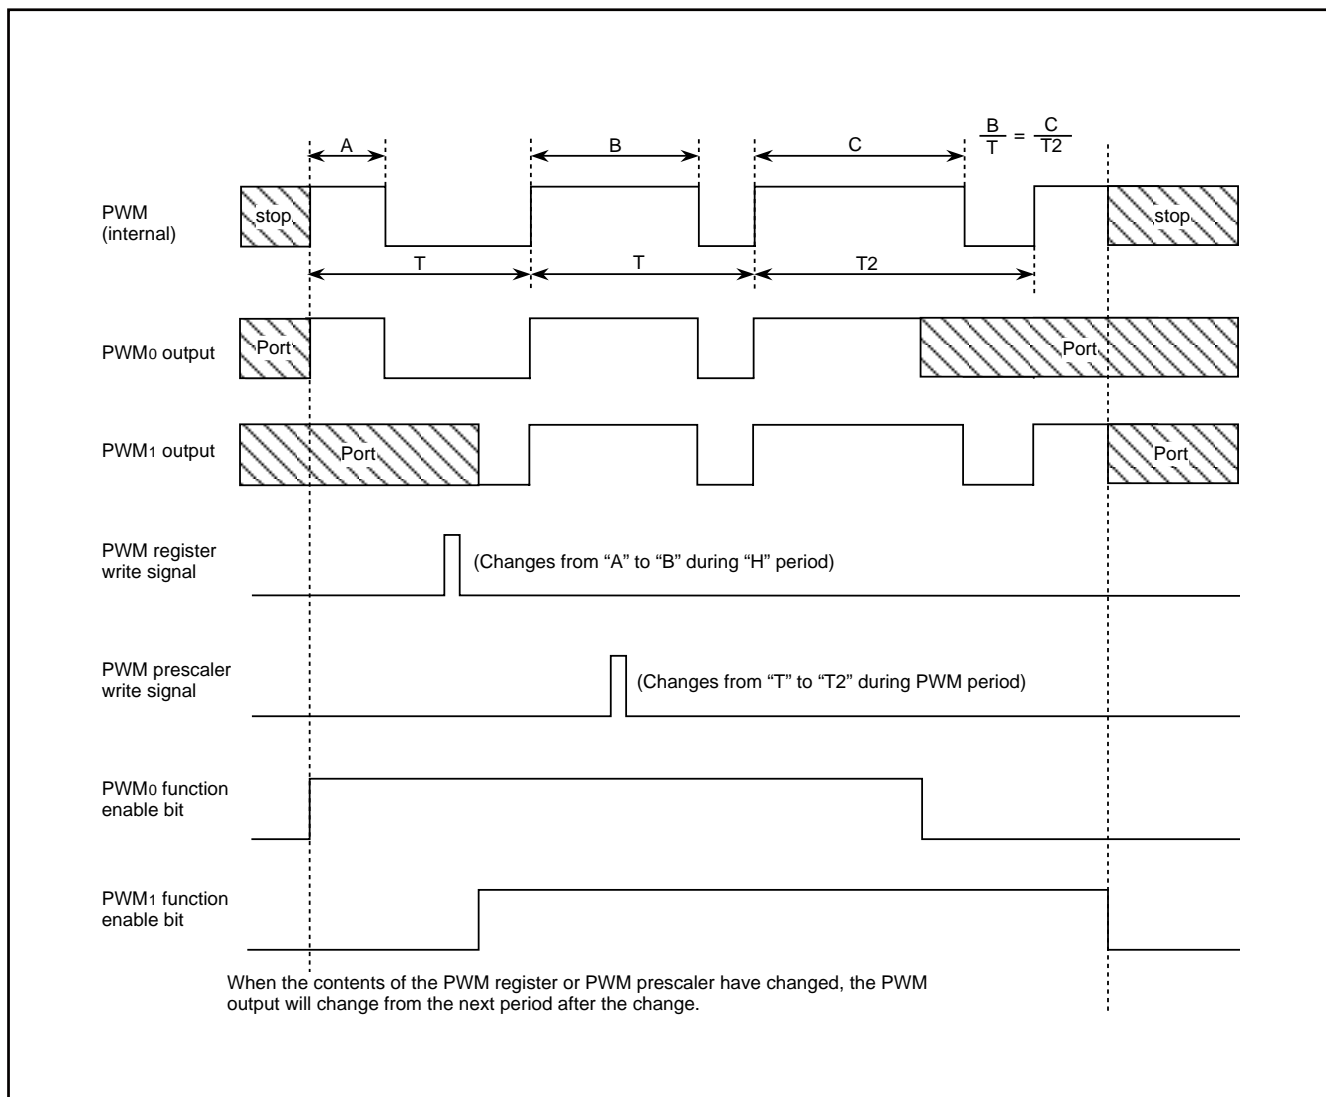 A
B
C
B/T = C/T2
PWM
(internal)
stop
stop
T
T
T2
PWM0 output
Port
Port
PWM1 output
Port
Port
PWM register
write signal
(Changes from “A” to “B” during “H” period)
PWM prescaler
write signal
(Changes from “T” to “T2” during PWM period)
PWM0 function
enable bit
PWM1 function
enable bit
When the contents of the PWM register or PWM prescaler have changed, the PWM
output will change from the next period after the change.